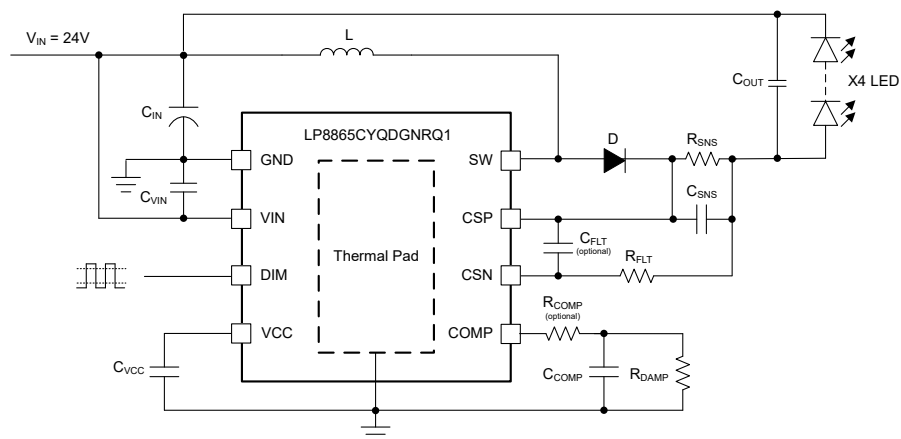 V_IN = 24V
L
C_IN
C_OUT
X4 LED
LP8865CYQDGNRQ1
GND
SW
D
R_SNS
C_VIN
C_SNS
VIN
CSP
Thermal Pad
C_FLT
(optional)
R_FLT
DIM
CSN
R_COMP
(optional)
VCC
COMP
C_VCC
C_COMP
R_DAMP